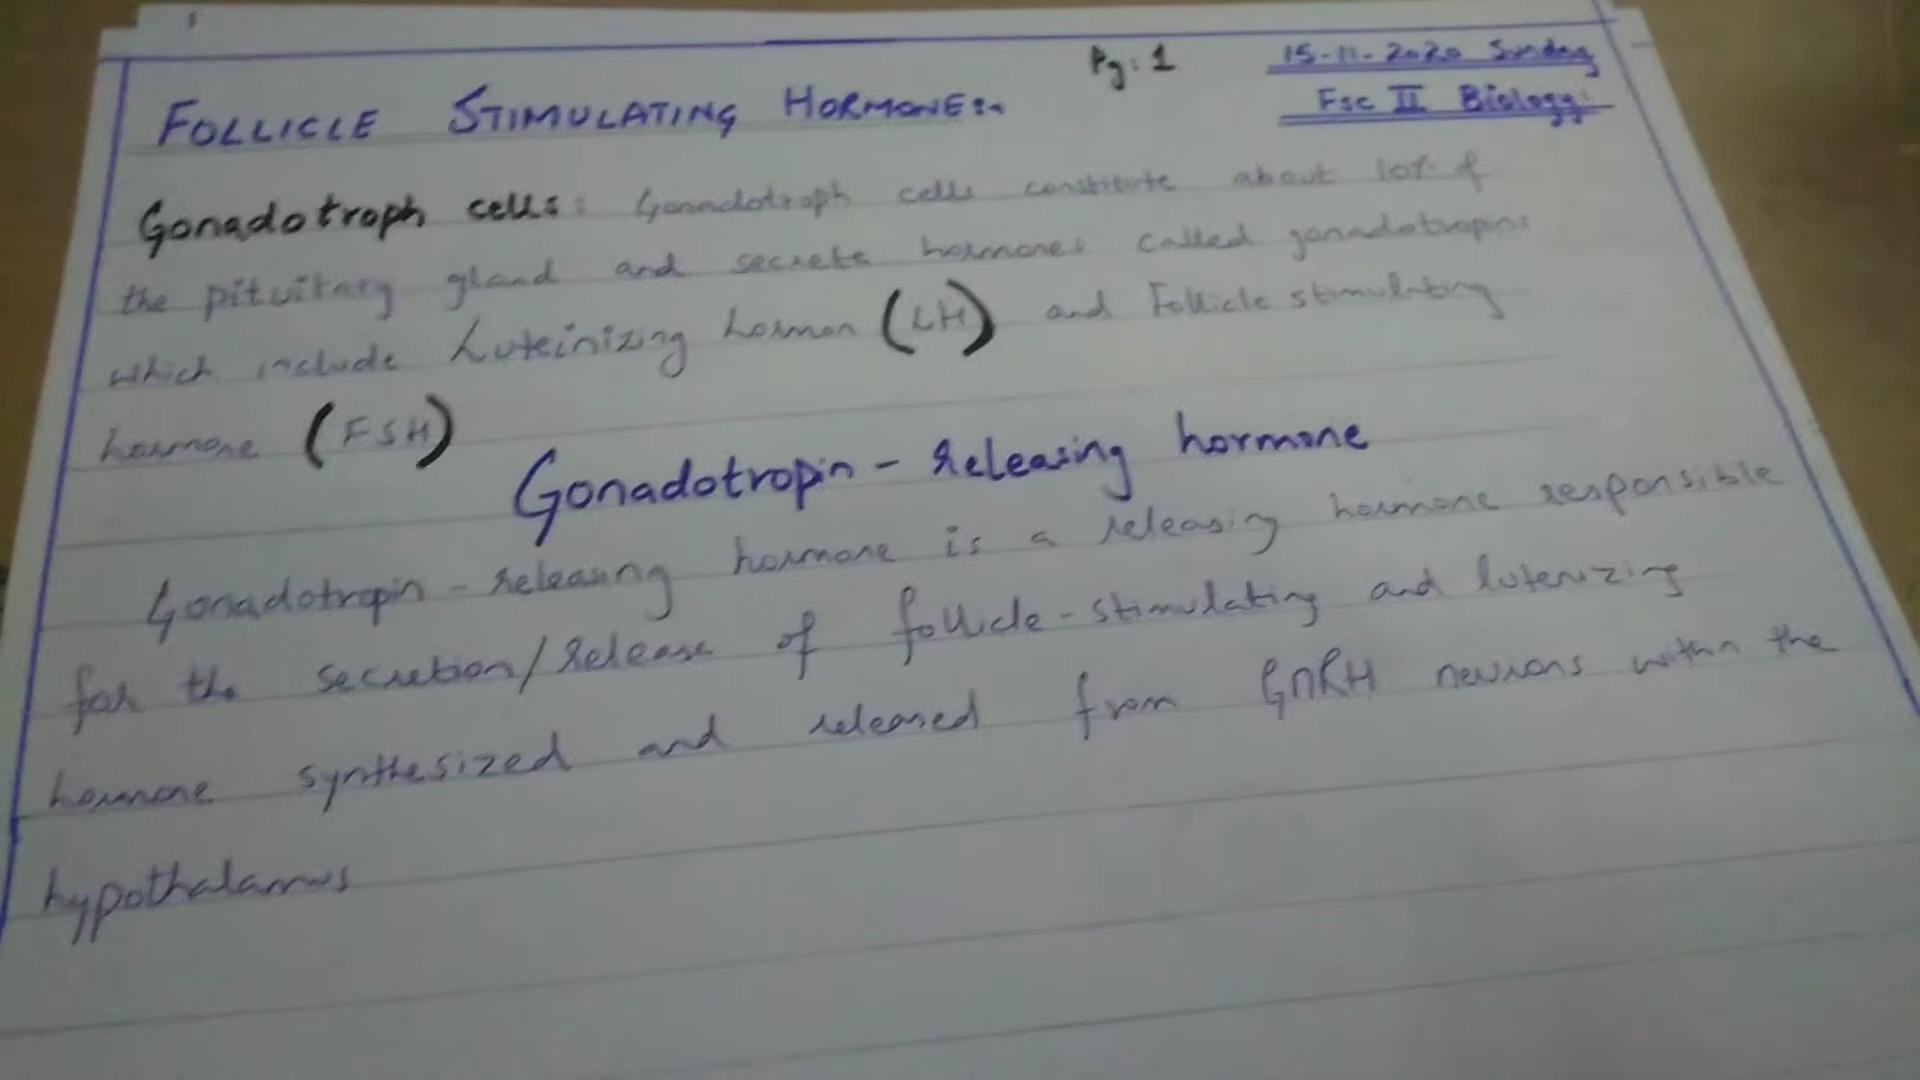 Pg: 1
15-11-2020 Sunday
Fsc II Biology
FOLLICLE STIMULATING HORMONE:-
Gonadotroph cells: Gonadotroph cells constitute about 10% of
the pituitary gland and secrete hormones called gonadotropins
which include Luteinizing hormon (LH) and Follicle stimulating
hormone (FSH)
Gonadotropin - releasing hormone
Gonadotropin - releasing hormone is a releasing hormone responsible
for the secretion/release of follicle-stimulating and lutenizing
hormone synthesized and released from GnRH neurons within the
hypothalamus